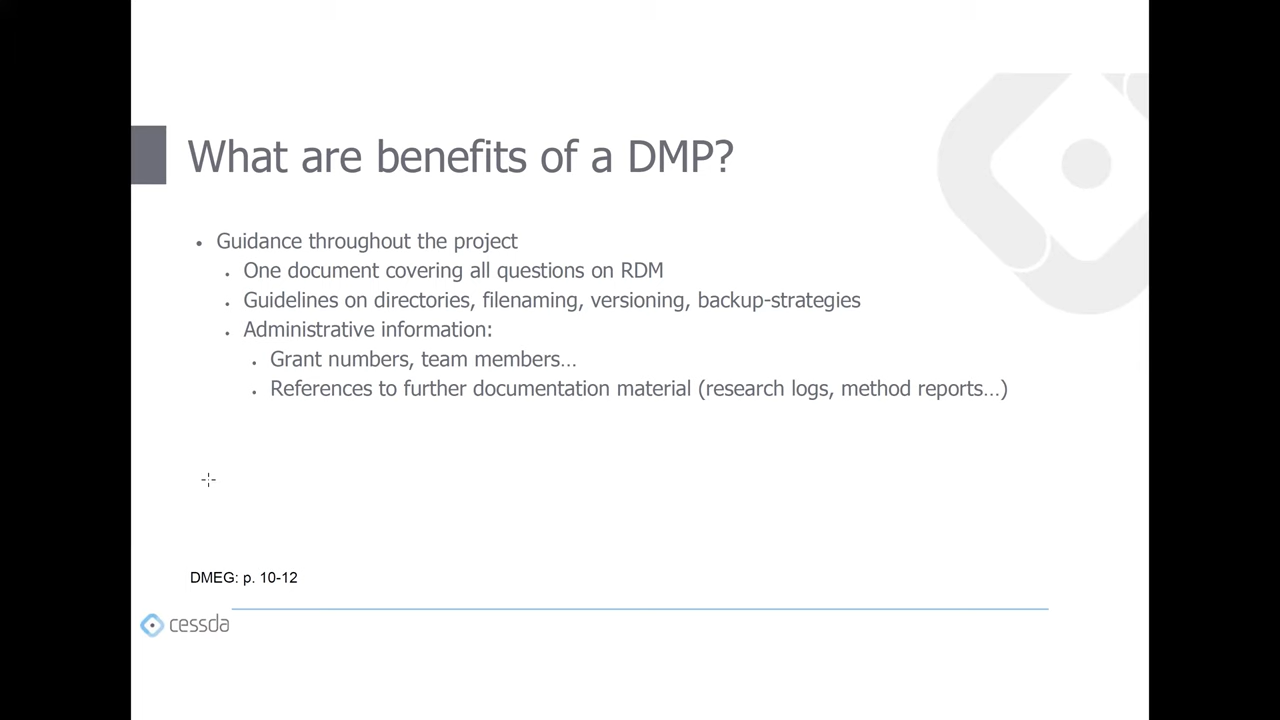 What are benefits of a DMP?
• Guidance throughout the project
• One document covering all questions on RDM
• Guidelines on directories, filenaming, versioning, backup-strategies
• Administrative information:
• Grant numbers, team members…
• References to further documentation material (research logs, method reports…)
DMEG: p. 10-12
cessda